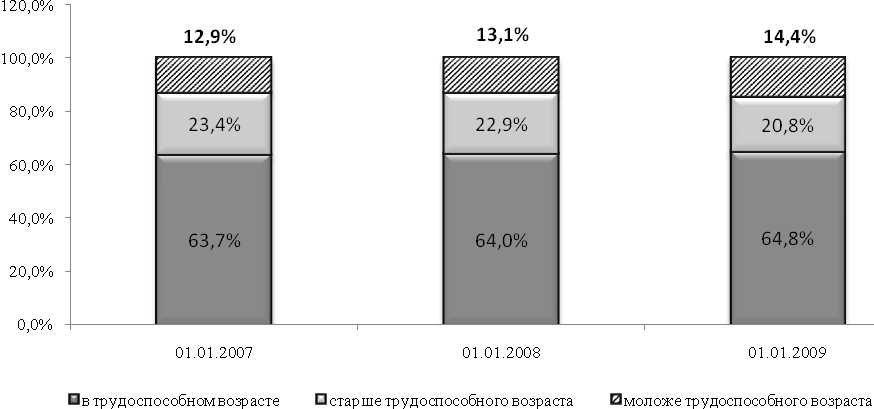 120,0%
12,9% 13,1% 14,4%
100,0%
80,0%
23,4% 22,9% 20,8%
60,0%
40,0%
63,7% 64,0% 64,8%
20,0%
0,0%
01.01.2007 01.01.2008 01.01.2009
в трудоспособном возрасте старше трудоспособного возраста моложе трудоспособного возраста